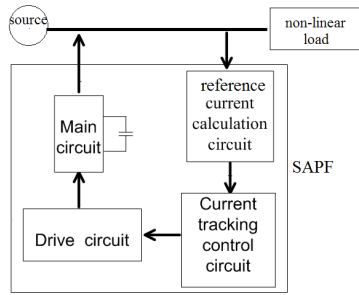 source
non-linear
load
reference
current
calculation
circuit
Main
circuit
SAPF
Current
tracking
control
circuit
Drive circuit